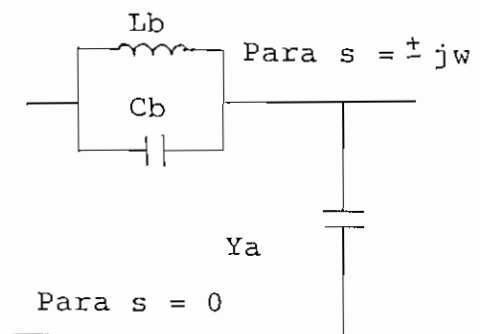 Lb
Para s = ± jw
Cb
Ya
Para s = 0